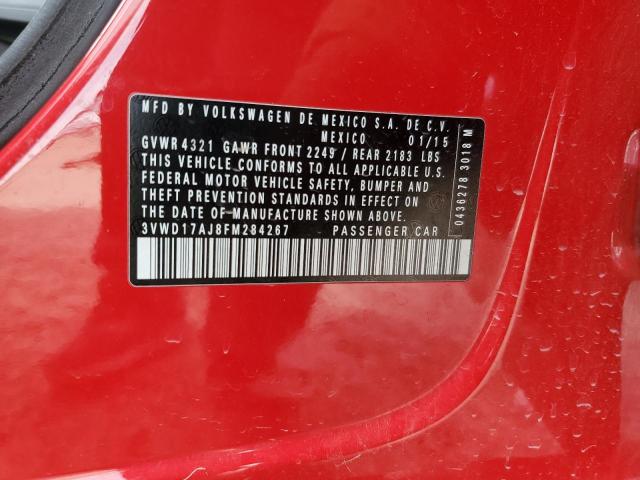 MFD BY VOLKSWAGEN DE MEXICO S.A. DE C.V.
MEXICO 01/15
GVWR 4321 GAWR FRONT 2249 / REAR 2183 LBS
THIS VEHICLE CONFORMS TO ALL APPLICABLE U.S.
FEDERAL MOTOR VEHICLE SAFETY, BUMPER AND
THEFT PREVENTION STANDARDS IN EFFECT ON
THE DATE OF MANUFACTURE SHOWN ABOVE.
3VWD17AJ8FM284267 PASSENGER CAR
0436278 3018 M